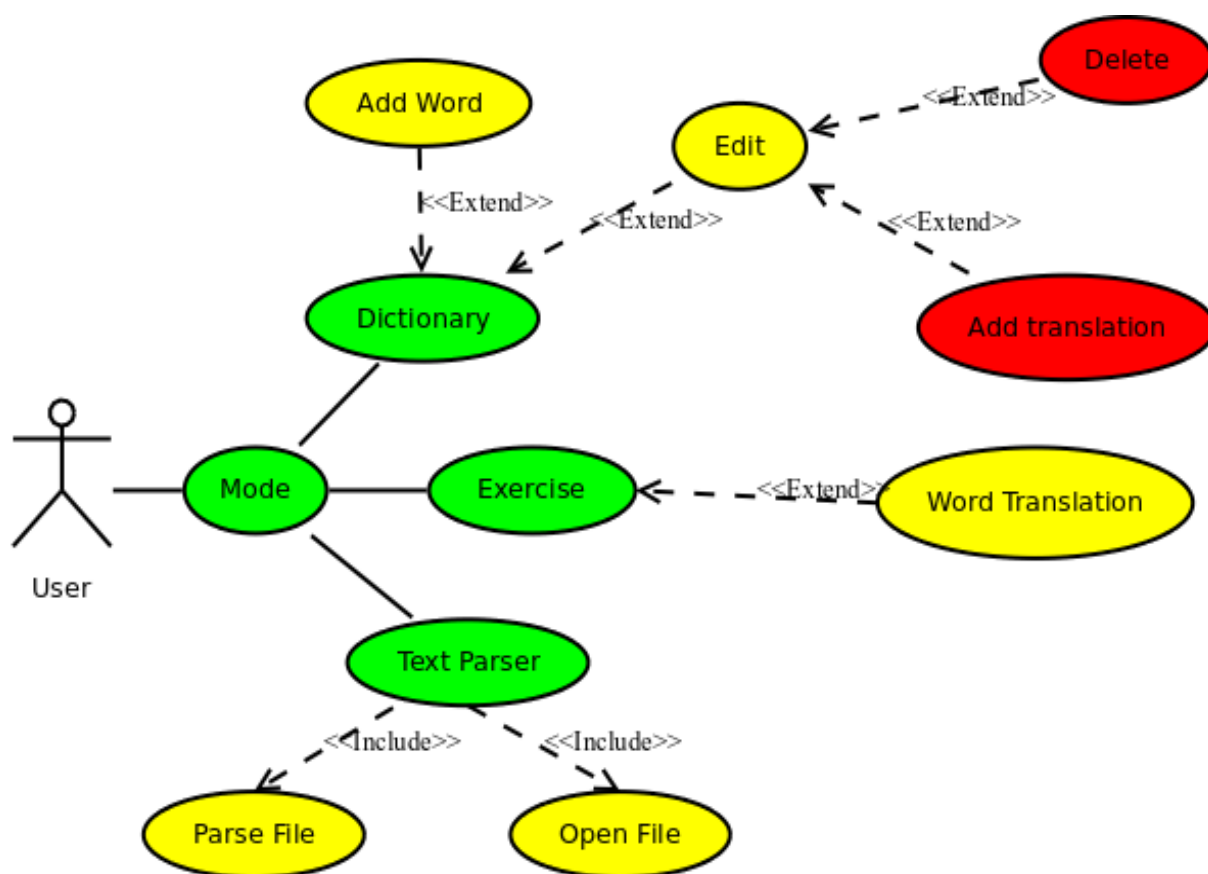 Delete
Add Word
<<Extend>>
Edit
<<Extend>>
<<Extend>>
<<Extend>>
Dictionary
Add translation
Mode
Exercise
<<Extend>>
Word Translation
User
Text Parser
<<Include>>
<<Include>>
Parse File
Open File